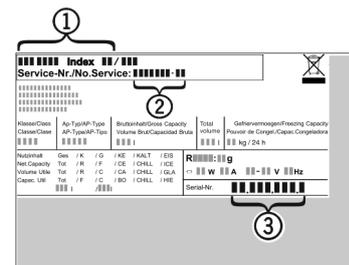 1
Index /
Service-Nr./No.Service: -
2
Klasse/Class Ap-Typ/AP-Type Bruttoinhalt/Gross Capacity Total Gefriervermoegen/Freezing Capacity
Classer/Clase AP-Type/AP-Tipo Volume Brut/Capacidad Bruta volume Pouvoir de Congel./Capac.Congeladora
l l kg / 24 h
Nutzinhalt Ges / K / G / KE / KALT / EIS
Net Capacity Tot / R / F / CE / CHILL / ICE
Volume Utile Tot / R / C / CA / CHILL / GLA
Capac. Util Tot / F / C / BO / CHILL / HIE
l / l
R : g
W A - V Hz
Serial-Nr. . . .
3